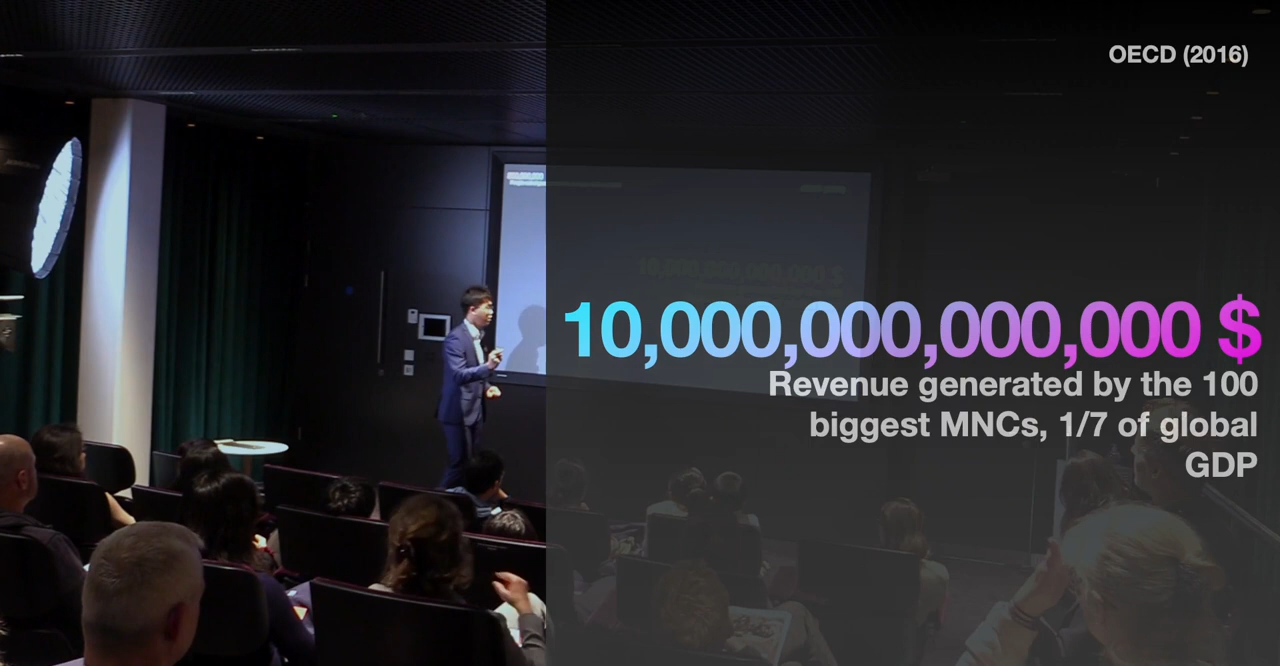 OECD (2016)
10,000,000,000,000 $
Revenue generated by the 100
biggest MNCs, 1/7 of global
GDP